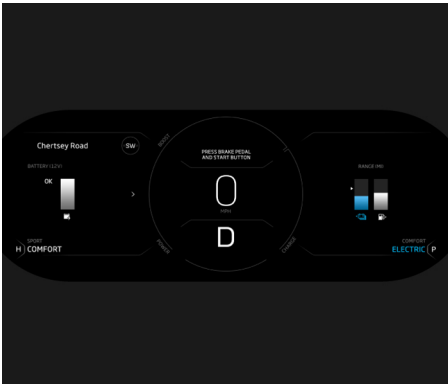 Chertsey Road
SW
BATTERY (12V)
OK
SPORT
H
COMFORT
BOOST
PRESS BRAKE PEDAL
AND START BUTTON
0
MPH
D
POWER
CHARGE
RANGE (MI)
COMFORT
ELECTRIC
P